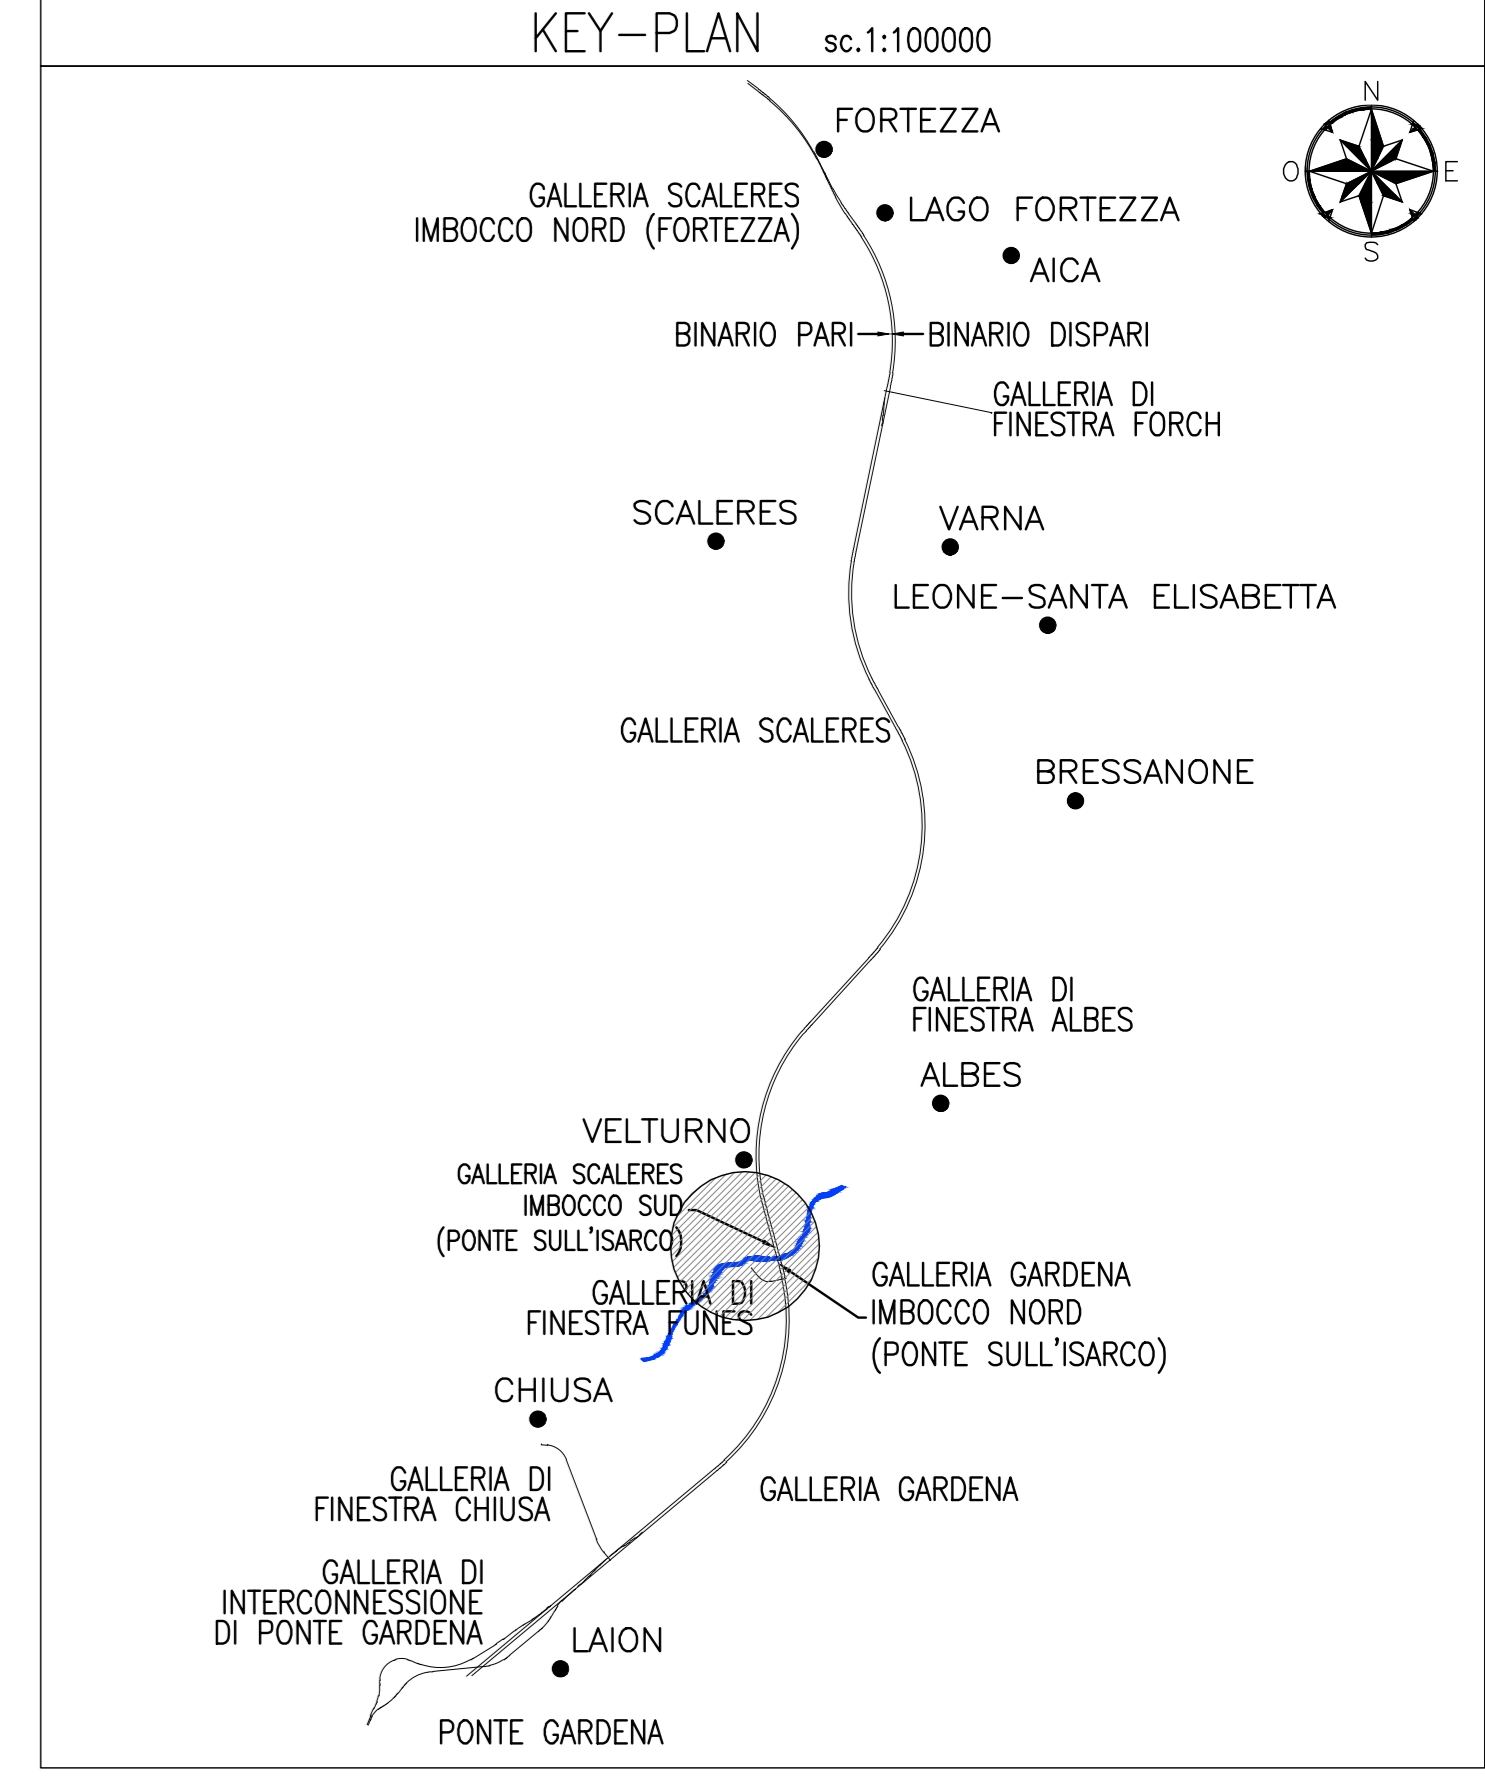 KEY-PLAN sc.1:100000
N
O
E
S
FORTEZZA
GALLERIA SCALERES
IMBOCCO NORD (FORTEZZA)
LAGO FORTEZZA
AICA
BINARIO PARI
BINARIO DISPARI
GALLERIA DI
FINESTRA FORCH
SCALERES
VARNA
LEONE-SANTA ELISABETTA
GALLERIA SCALERES
BRESSANONE
GALLERIA DI
FINESTRA ALBES
ALBES
VELTURNO
GALLERIA SCALERES
IMBOCCO SUD
(PONTE SULL'ISARCO)
GALLERIA DI
FINESTRA FUNES
GALLERIA GARDENA
IMBOCCO NORD
(PONTE SULL'ISARCO)
CHIUSA
GALLERIA DI
FINESTRA CHIUSA
GALLERIA GARDENA
GALLERIA DI
INTERCONNESSIONE
DI PONTE GARDENA
LAION
PONTE GARDENA